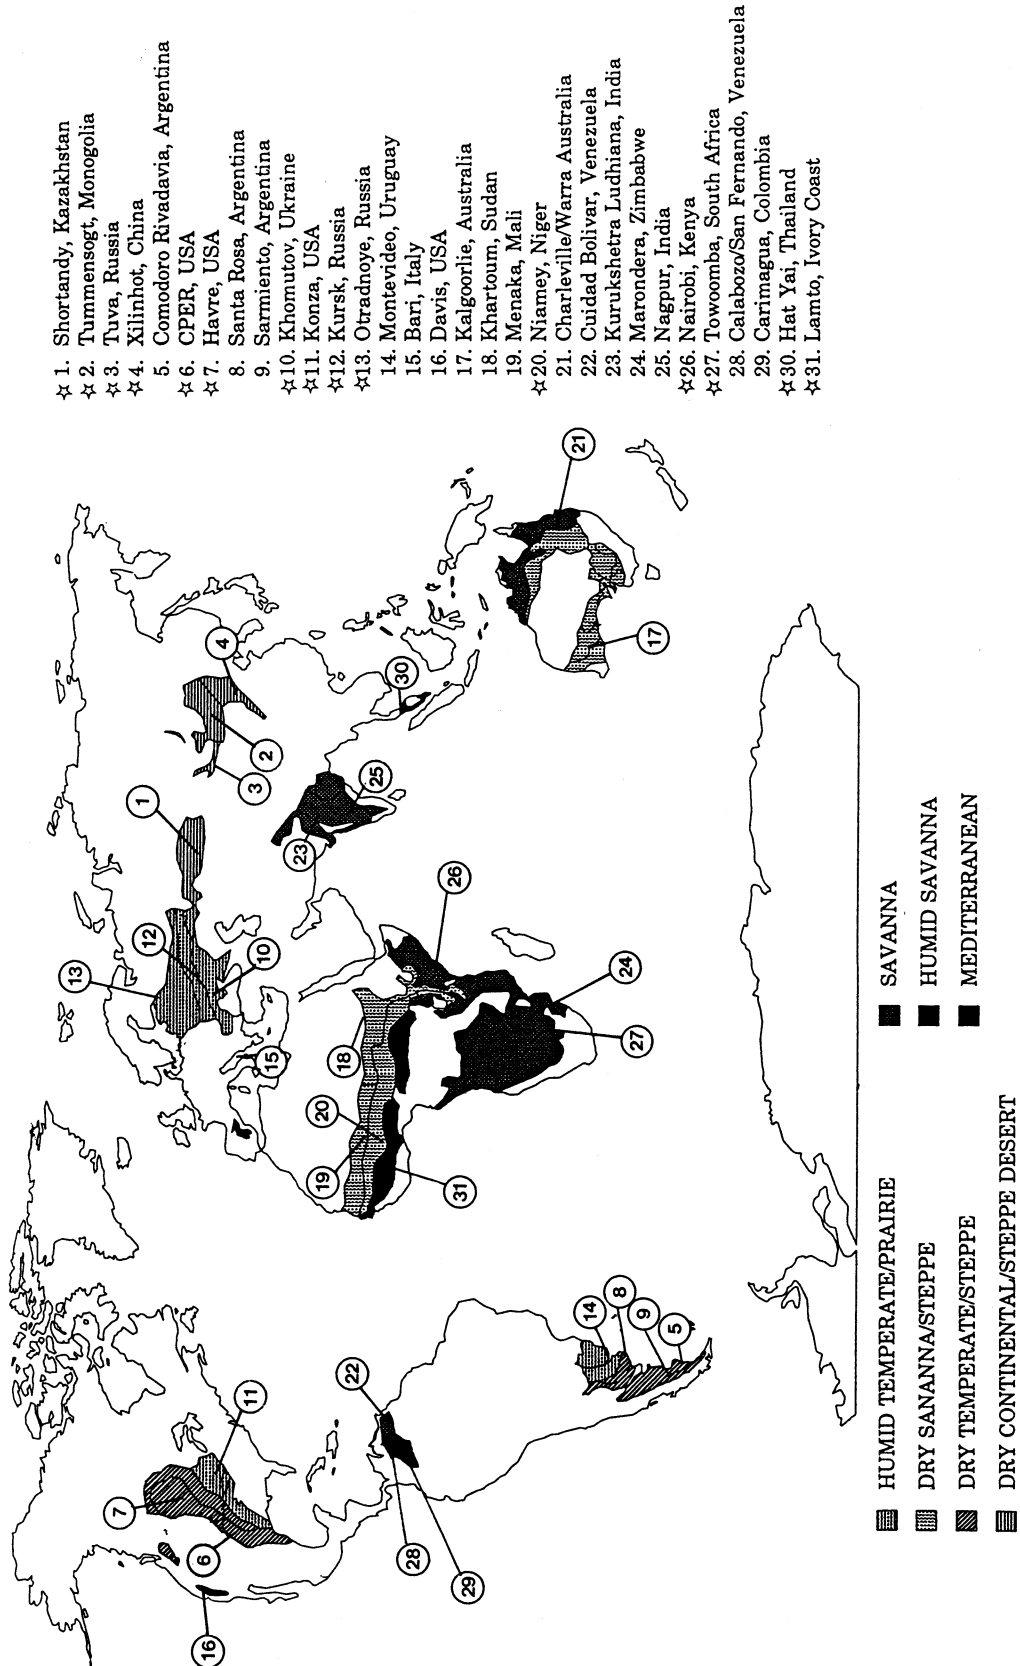 ☆ 1. Shortandy, Kazakhstan
☆ 2. Tummensogt, Monogolia
☆ 3. Tuva, Russia
☆ 4. Xilinhot, China
5. Comodoro Rivadavia, Argentina
☆ 6. CPER, USA
☆ 7. Havre, USA
8. Santa Rosa, Argentina
9. Sarmiento, Argentina
☆10. Khomutov, Ukraine
☆11. Konza, USA
☆12. Kursk, Russia
☆13. Otradnoye, Russia
14. Montevideo, Uruguay
15. Bari, Italy
16. Davis, USA
17. Kalgoorlie, Australia
18. Khartoum, Sudan
19. Menaka, Mali
☆20. Niamey, Niger
21. Charleville/Warra Australia
22. Cuidad Bolivar, Venezuela
23. Kurukshetra Ludhiana, India
24. Marondera, Zimbabwe
25. Nagpur, India
☆26. Nairobi, Kenya
☆27. Towoomba, South Africa
28. Calabozo/San Fernando, Venezuela
29. Carimagua, Colombia
☆30. Hat Yai, Thailand
☆31. Lamto, Ivory Coast
16
7
6
11
28
29
22
14
8
9
5
13
12
10
15
18
20
19
31
26
24
27
1
3
2
4
23
25
30
17
21
HUMID TEMPERATE/PRAIRIE
DRY SANANNA/STEPPE
DRY TEMPERATE/STEPPE
DRY CONTINENTAL/STEPPE DESERT
SAVANNA
HUMID SAVANNA
MEDITERRANEAN